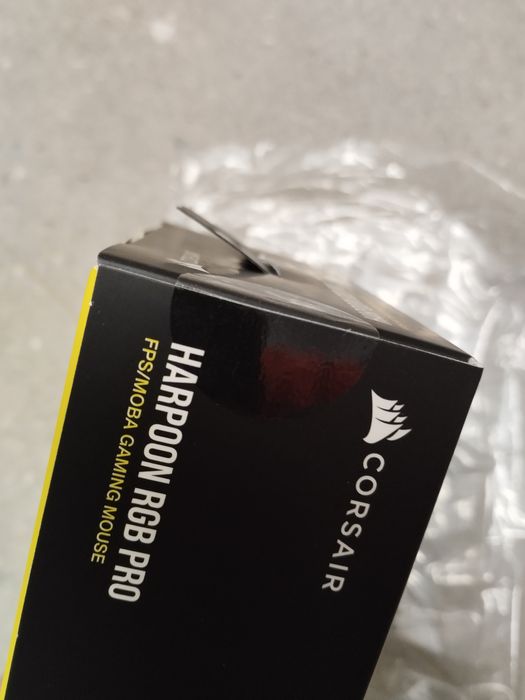 CORSAIR
HARPOON RGB PRO
FPS/MOBA GAMING MOUSE